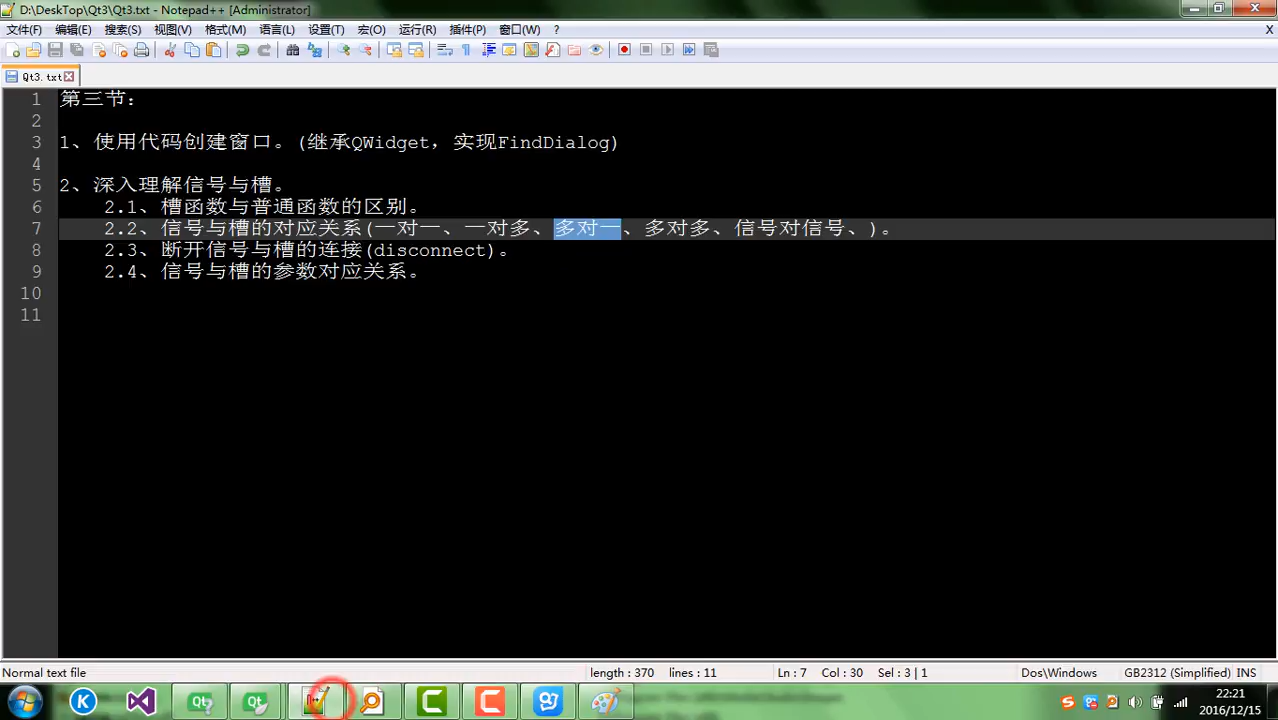 D:\DeskTop\Qt3\Qt3.txt - Notepad++ [Administrator]
文件(F) 编辑(E) 搜索(S) 视图(V) 格式(M) 语言(L) 设置(T) 宏(O) 运行(R) 插件(P) 窗口(W) ? X
Qt3.txt
1 第三节:
2
3 1、使用代码创建窗口。(继承QWidget，实现FindDialog)
4
5 2、深入理解信号与槽。
6 2.1、槽函数与普通函数的区别。
7 2.2、信号与槽的对应关系(一对一、一对多、多对一、多对多、信号对信号、)。
8 2.3、断开信号与槽的连接(disconnect)。
9 2.4、信号与槽的参数对应关系。
10
11
Normal text file length : 370 lines : 11 Ln : 7 Col : 30 Sel : 3 | 1 Dos\Windows GB2312 (Simplified) INS
22:21
2016/12/15